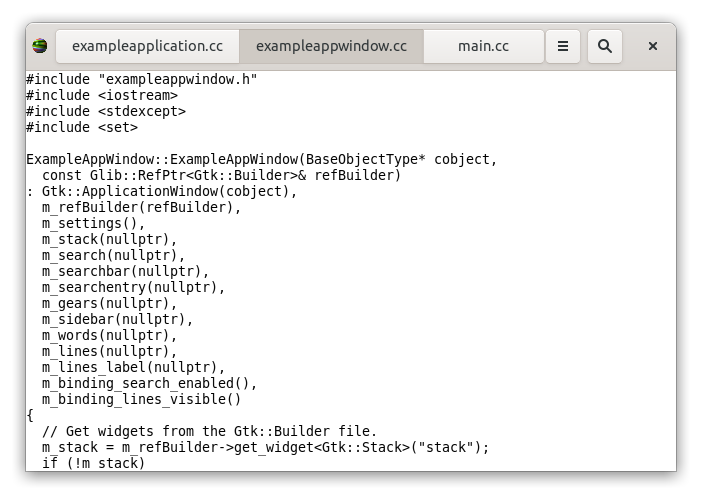 exampleapplication.cc exampleappwindow.cc main.cc
#include "exampleappwindow.h"
#include <iostream>
#include <stdexcept>
#include <set>

ExampleAppWindow::ExampleAppWindow(BaseObjectType* cobject,
  const Glib::RefPtr<Gtk::Builder>& refBuilder)
: Gtk::ApplicationWindow(cobject),
  m_refBuilder(refBuilder),
  m_settings(),
  m_stack(nullptr),
  m_search(nullptr),
  m_searchbar(nullptr),
  m_searchentry(nullptr),
  m_gears(nullptr),
  m_sidebar(nullptr),
  m_words(nullptr),
  m_lines(nullptr),
  m_lines_label(nullptr),
  m_binding_search_enabled(),
  m_binding_lines_visible()
{
  // Get widgets from the Gtk::Builder file.
  m_stack = m_refBuilder->get_widget<Gtk::Stack>("stack");
  if (!m_stack)